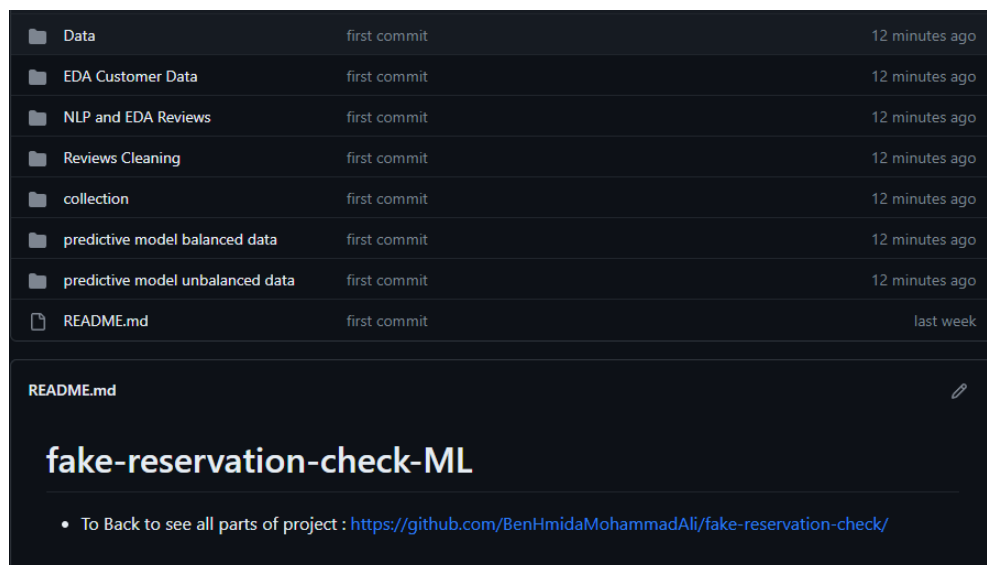 Data first commit 12 minutes ago
EDA Customer Data first commit 12 minutes ago
NLP and EDA Reviews first commit 12 minutes ago
Reviews Cleaning first commit 12 minutes ago
collection first commit 12 minutes ago
predictive model balanced data first commit 12 minutes ago
predictive model unbalanced data first commit 12 minutes ago
README.md first commit last week
README.md
fake-reservation-check-ML
• To Back to see all parts of project : https://github.com/BenHmidaMohammadAli/fake-reservation-check/